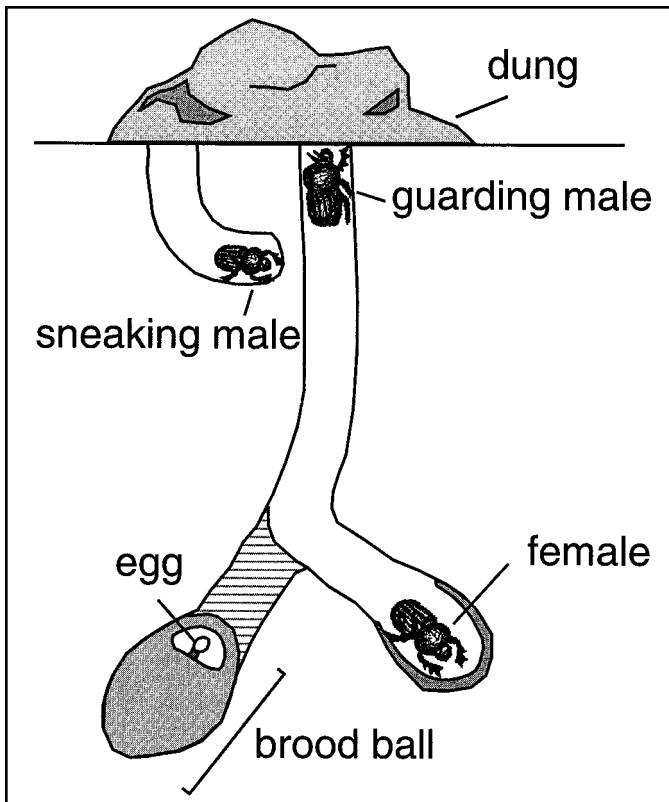 dung
guarding male
sneaking male
egg
female
brood ball